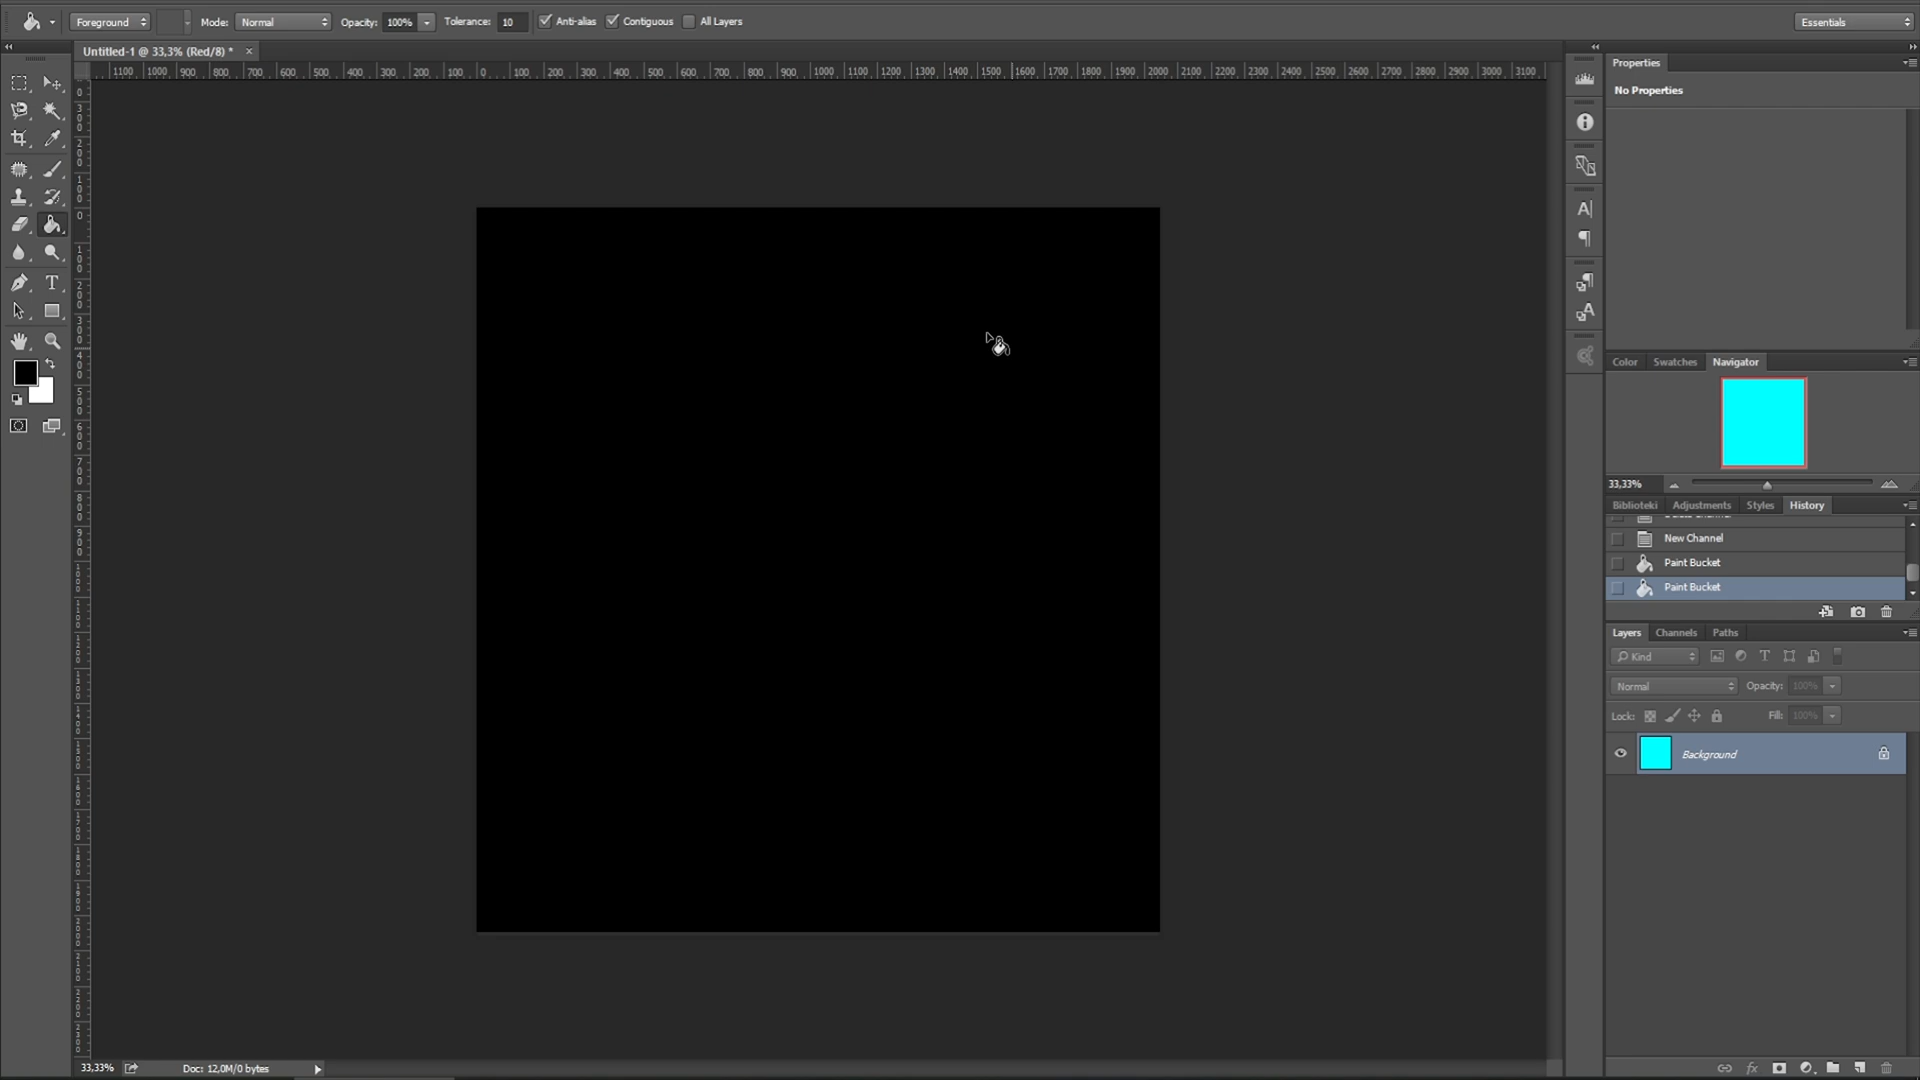 Foreground Mode: Normal Opacity: 100% Tolerance: 10 Anti-alias Contiguous All Layers Essentials
Untitled-1 @ 33,3% (Red/8) * ×
1100 1000 900 800 700 600 500 400 300 200 100 0 100 200 300 400 500 600 700 800 900 1000 1100 1200 1300 1400 1500 1600 1700 1800 1900 2000 2100 2200 2300 2400 2500 2600 2700 2800 2900 3000 3100
Properties
No Properties
Color Swatches Navigator
33,33%
Biblioteki Adjustments Styles History
New Channel
Paint Bucket
Paint Bucket
Layers Channels Paths
Kind
Normal Opacity: 100%
Lock: Fill: 100%
Background
33,33% Doc: 12,0M/0 bytes